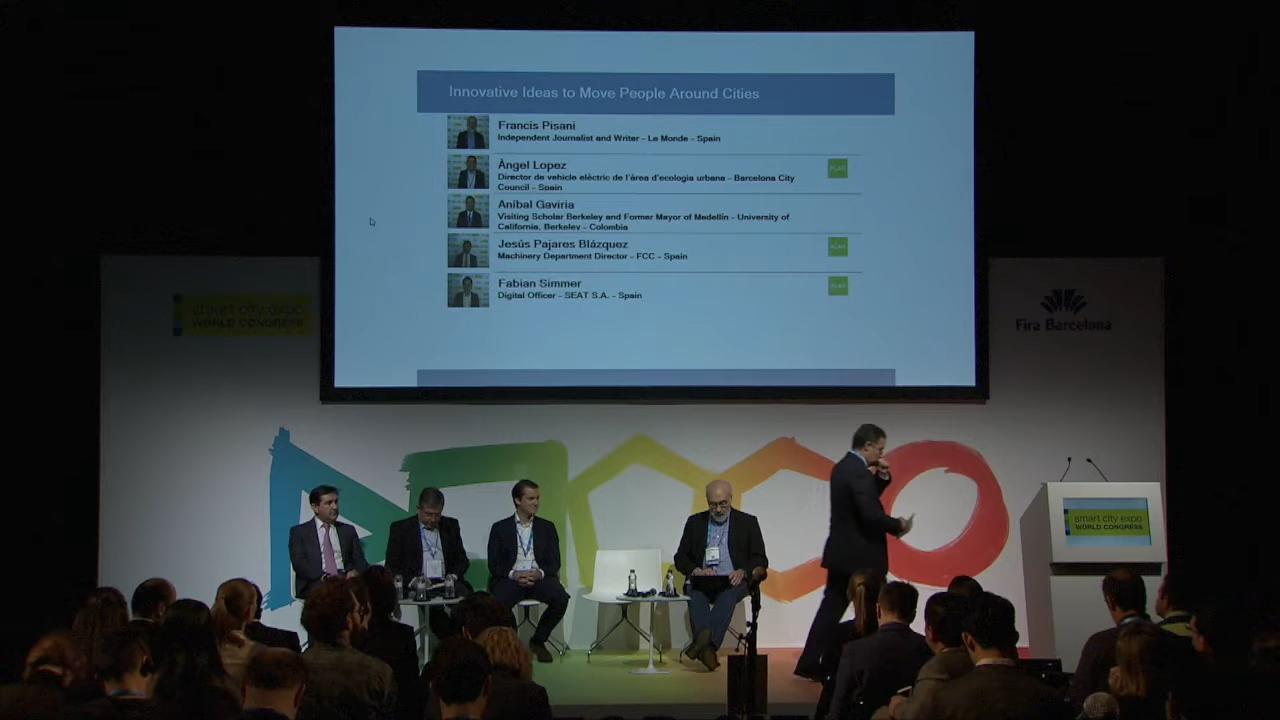 Innovative Ideas to Move People Around Cities
Francis Pisani
Independent Journalist and Writer - Le Monde - Spain
Àngel Lopez
Director de vehicle elèctric de l'àrea d'ecologia urbana - Barcelona City
Council - Spain
PLAY
Aníbal Gaviria
Visiting Scholar Berkeley and Former Mayor of Medellín - University of
California, Berkeley - Colombia
Jesús Pajares Blázquez
Machinery Department Director - FCC - Spain
PLAY
Fabian Simmer
Digital Officer - SEAT S.A. - Spain
PLAY
smart city expo
WORLD CONGRESS
Fira Barcelona
smart city expo
WORLD CONGRESS